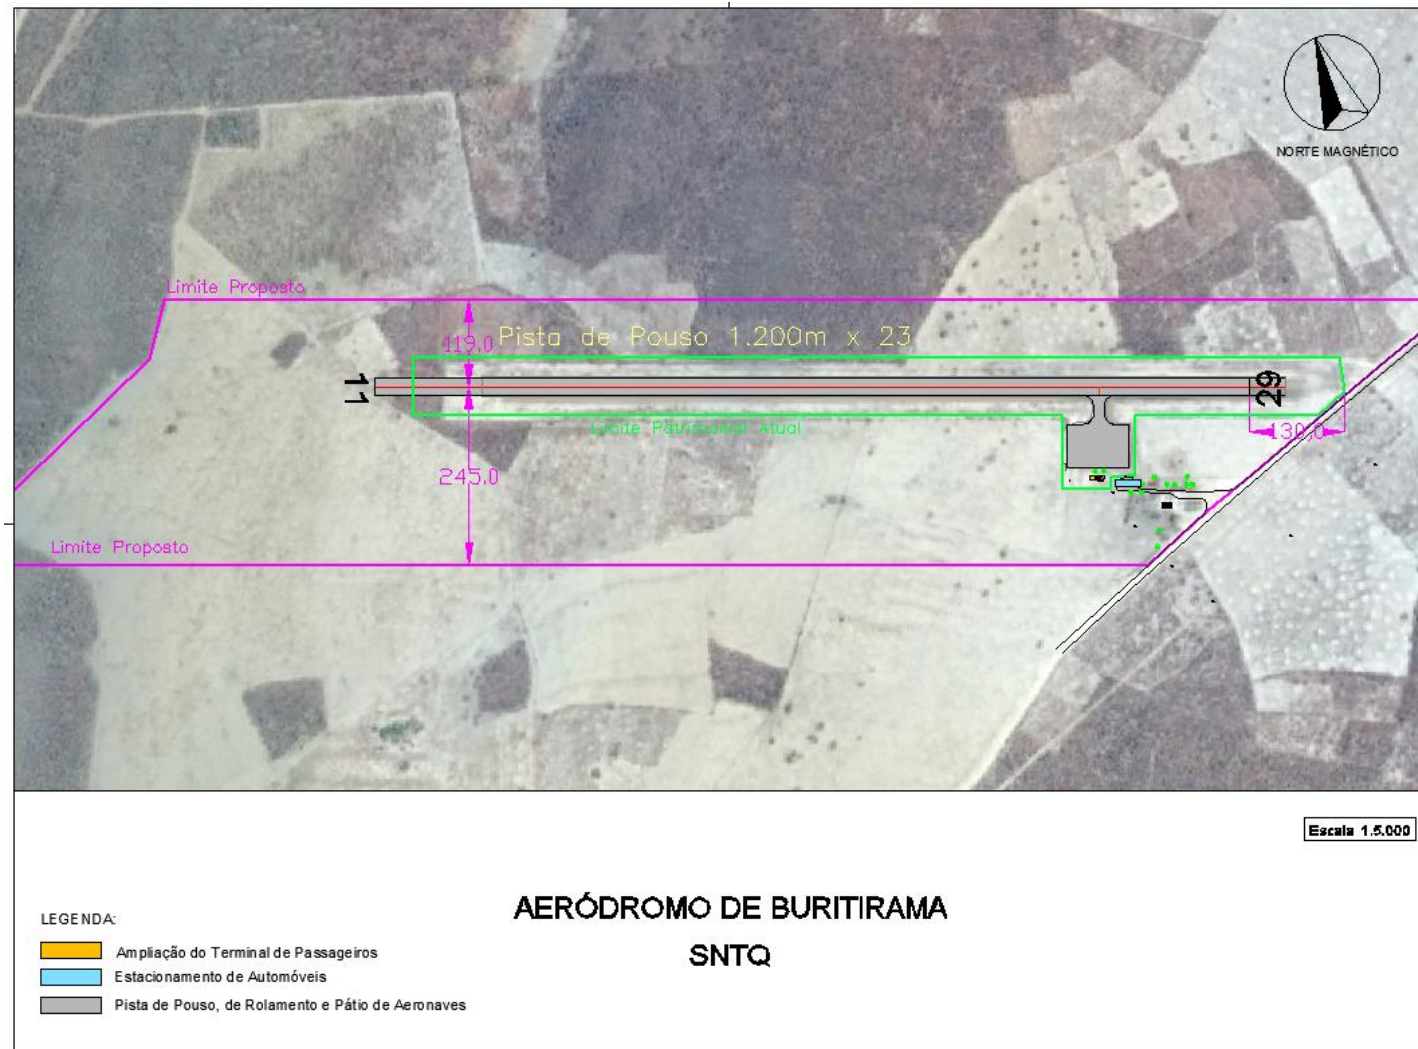 NORTE MAGNÉTICO
Limite Proposto
119.0
Pista de Pouso 1.200m x 23
11
29
Limite Patrimonial Atual
130.0
245.0
Limite Proposto
Escala 1.5.000
AERÓDROMO DE BURITIRAMA
SNTQ
LEGENDA:
Ampliação do Terminal de Passageiros
Estacionamento de Automóveis
Pista de Pouso, de Rolamento e Pátio de Aeronaves